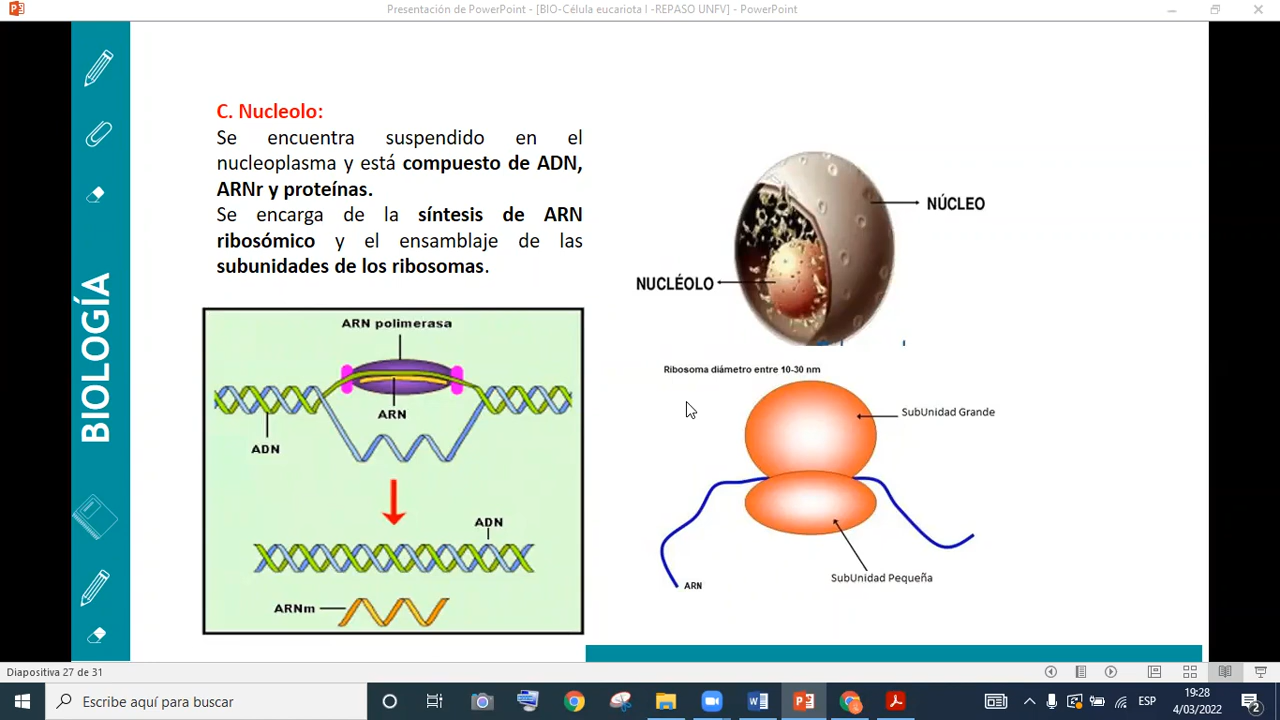 Presentación de PowerPoint - [BIO-Célula eucariota I -REPASO UNFV] - PowerPoint
BIOLOGÍA
C. Nucleolo:
Se encuentra suspendido en el
nucleoplasma y está compuesto de ADN,
ARNr y proteínas.
Se encarga de la síntesis de ARN
ribosómico y el ensamblaje de las
subunidades de los ribosomas.
NÚCLEO
NUCLÉOLO
ARN polimerasa
ARN
ADN
ADN
ARNm
Ribosoma diámetro entre 10-30 nm
SubUnidad Grande
SubUnidad Pequeña
ARN
Diapositiva 27 de 31
Escribe aquí para buscar
ESP
19:28
4/03/2022
2